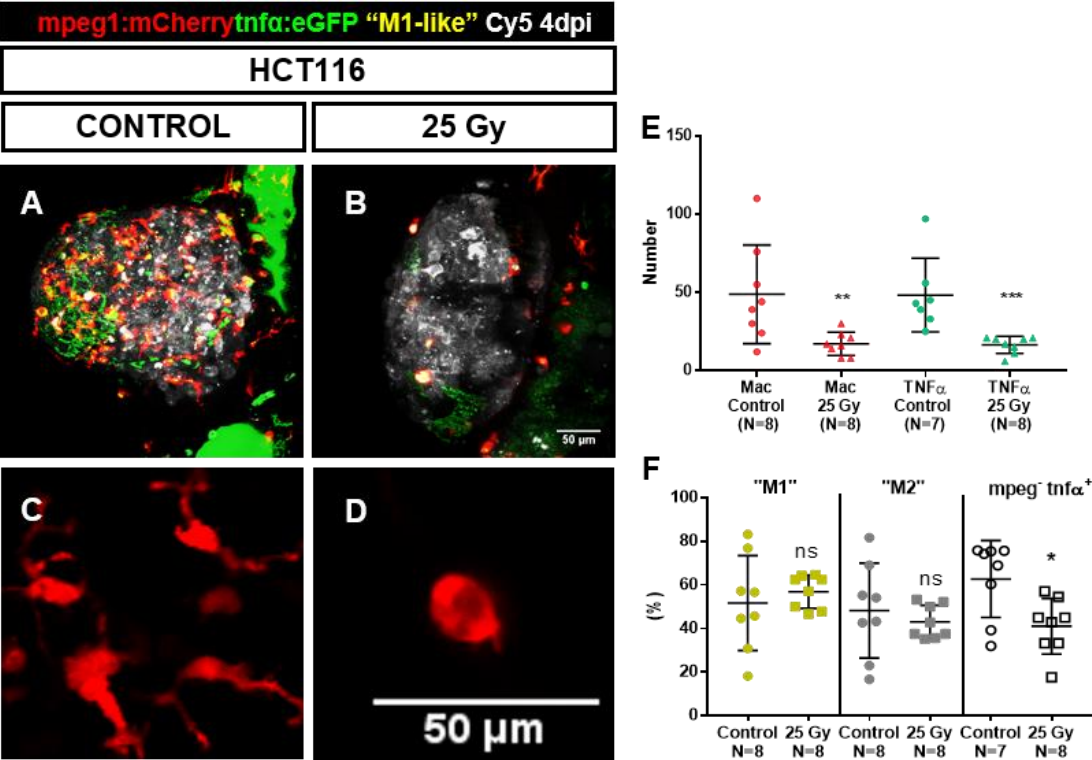 mpeg1:mCherrytnfα:eGFP “M1-like” Cy5 4dpi
HCT116
CONTROL
25 Gy
A
B
50 µm
C
D
50 µm
E
150
100
50
0
Number
**
***
Mac
Control
(N=8)
Mac
25 Gy
(N=8)
TNFα
Control
(N=7)
TNFα
25 Gy
(N=8)
F
"M1"
"M2"
mpeg- tnfα+
100
80
60
40
20
0
(%)
ns
ns
*
Control
N=8
25 Gy
N=8
Control
N=8
25 Gy
N=8
Control
N=7
25 Gy
N=8